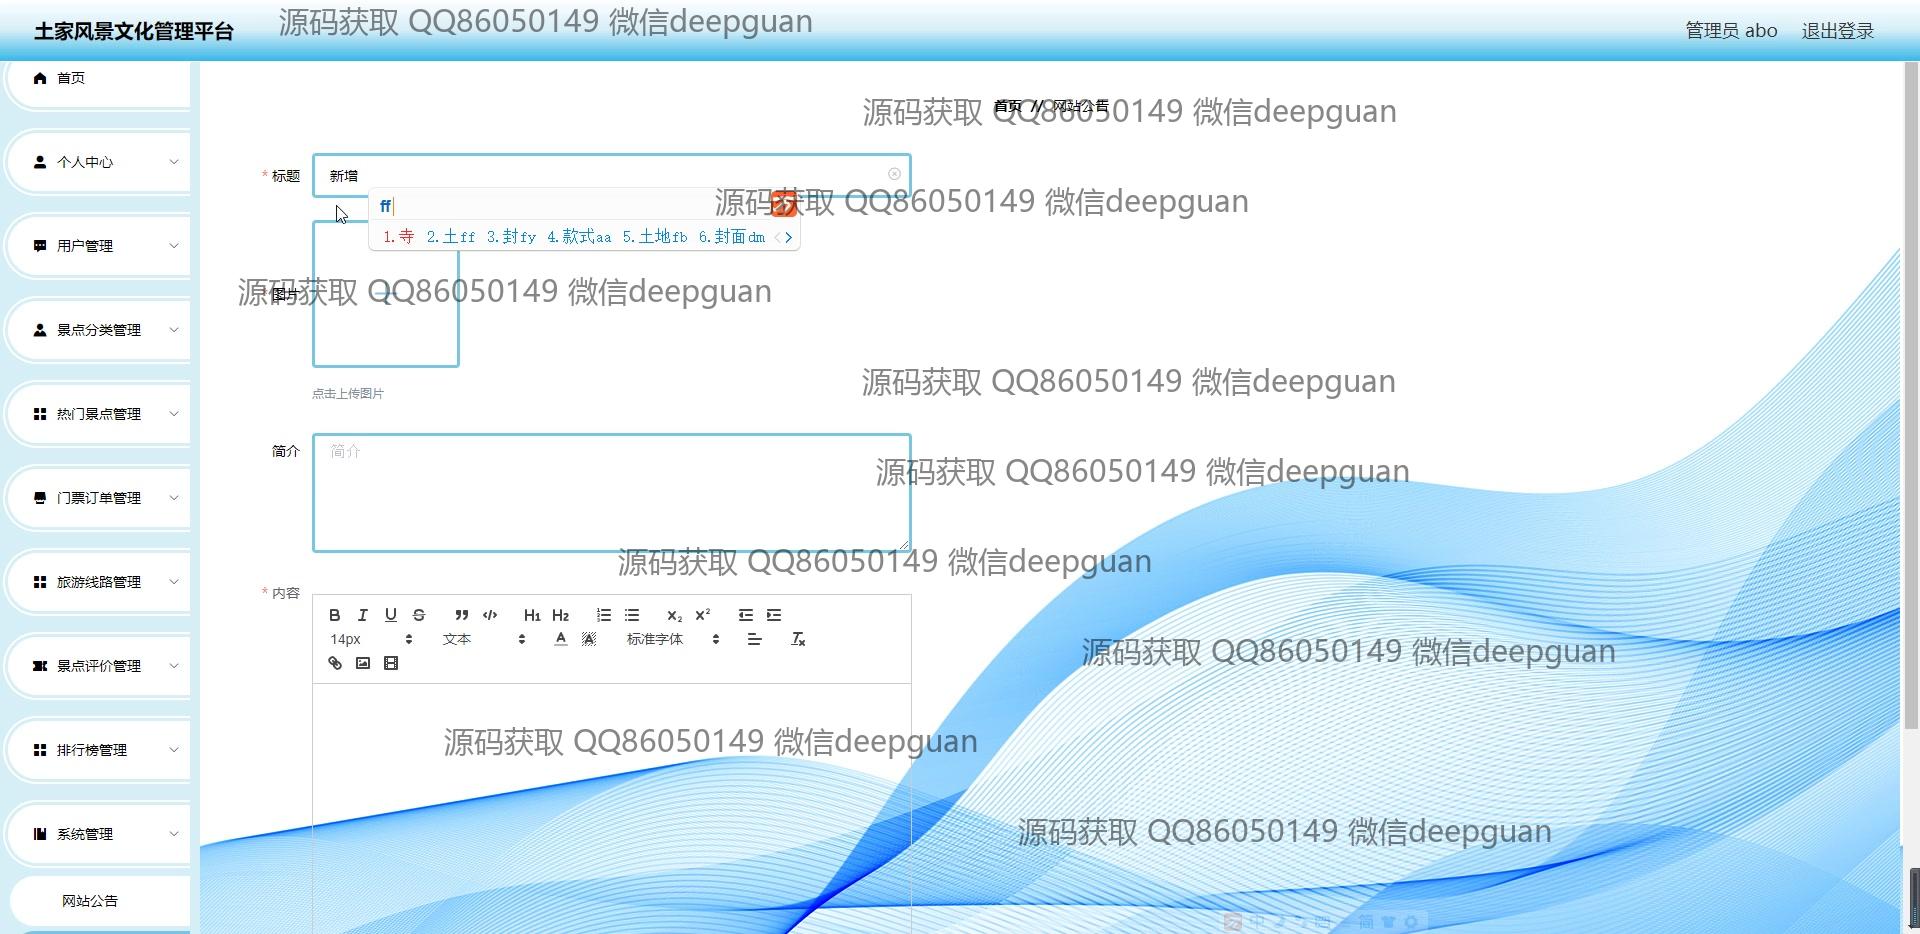 土家风景文化管理平台
源码获取 QQ86050149 微信deepguan
管理员 abo
退出登录
首页
个人中心
用户管理
景点分类管理
热门景点管理
门票订单管理
旅游线路管理
景点评价管理
排行榜管理
系统管理
网站公告
首页 // 网站公告
源码获取 QQ86050149 微信deepguan
* 标题
新增
ff
源码获取 QQ86050149 微信deepguan
1.寺 2.土ff 3.封fy 4.款式aa 5.土地fb 6.封面dm
图片
源码获取 QQ86050149 微信deepguan
点击上传图片
源码获取 QQ86050149 微信deepguan
简介
简介
源码获取 QQ86050149 微信deepguan
源码获取 QQ86050149 微信deepguan
* 内容
B I U S H1 H2 X2 X2
14px 文本 A A 标准字体 Tx
源码获取 QQ86050149 微信deepguan
源码获取 QQ86050149 微信deepguan
源码获取 QQ86050149 微信deepguan
中 简